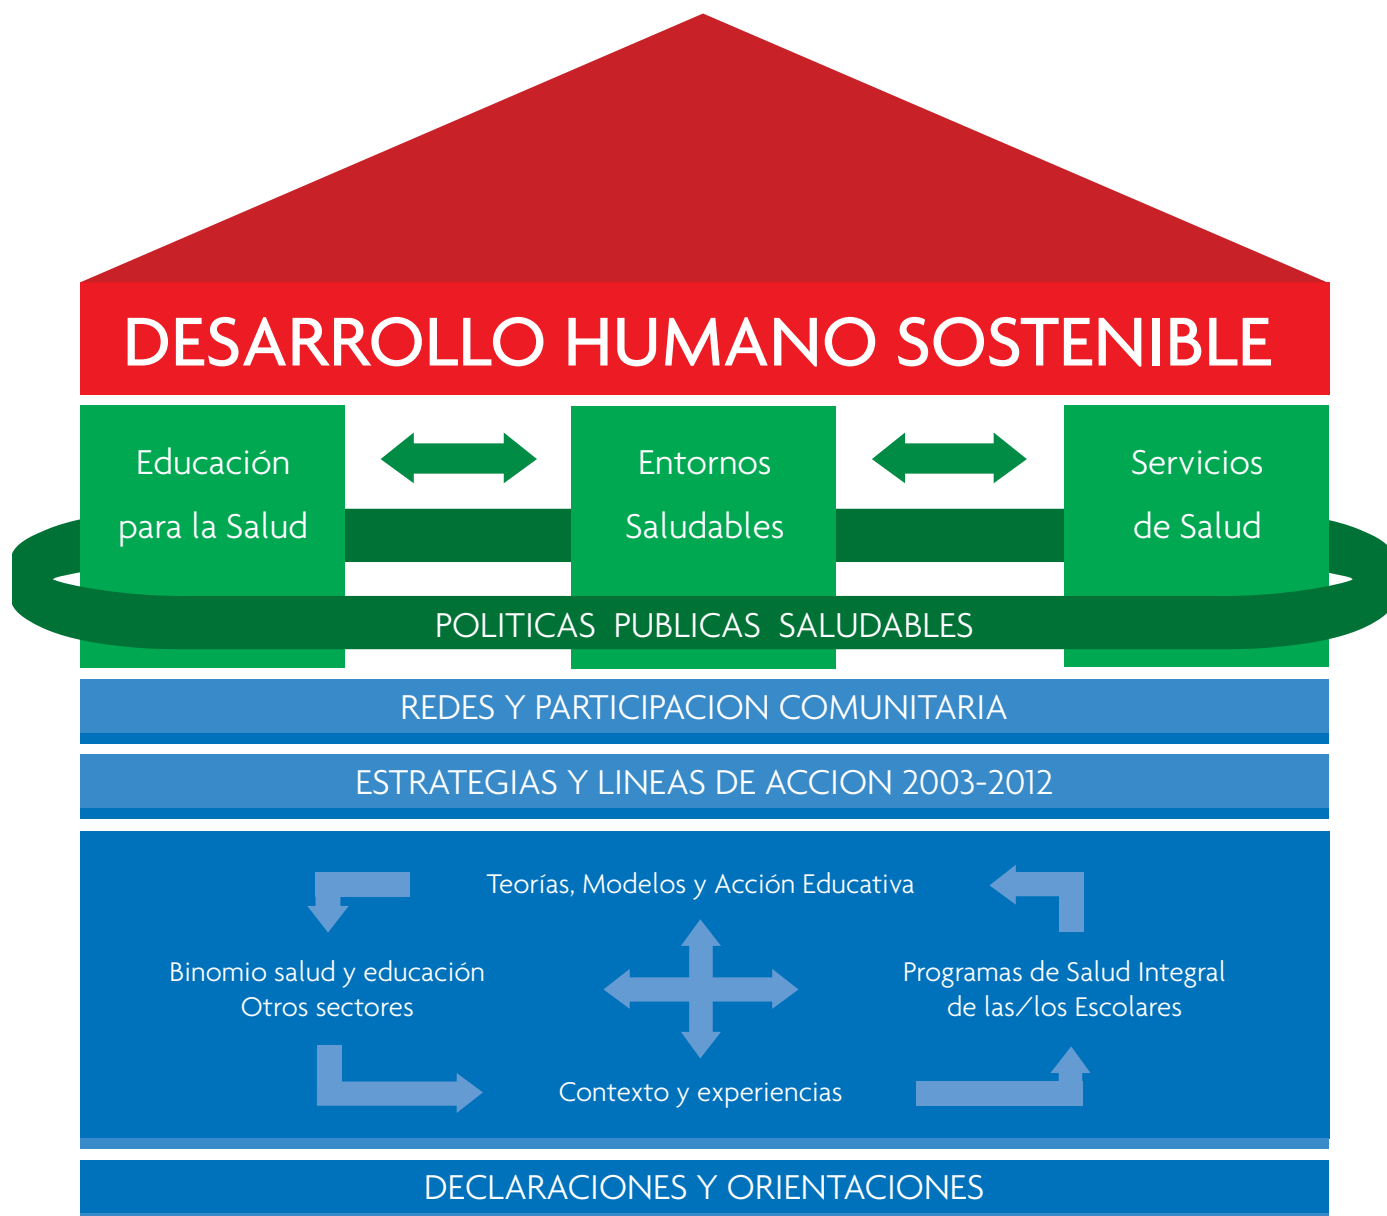 DESARROLLO HUMANO SOSTENIBLE
Educación
para la Salud
Entornos
Saludables
Servicios
de Salud
POLITICAS PUBLICAS SALUDABLES
REDES Y PARTICIPACION COMUNITARIA
ESTRATEGIAS Y LINEAS DE ACCION 2003-2012
Teorías, Modelos y Acción Educativa
Binomio salud y educación
Otros sectores
Programas de Salud Integral
de las/los Escolares
Contexto y experiencias
DECLARACIONES Y ORIENTACIONES